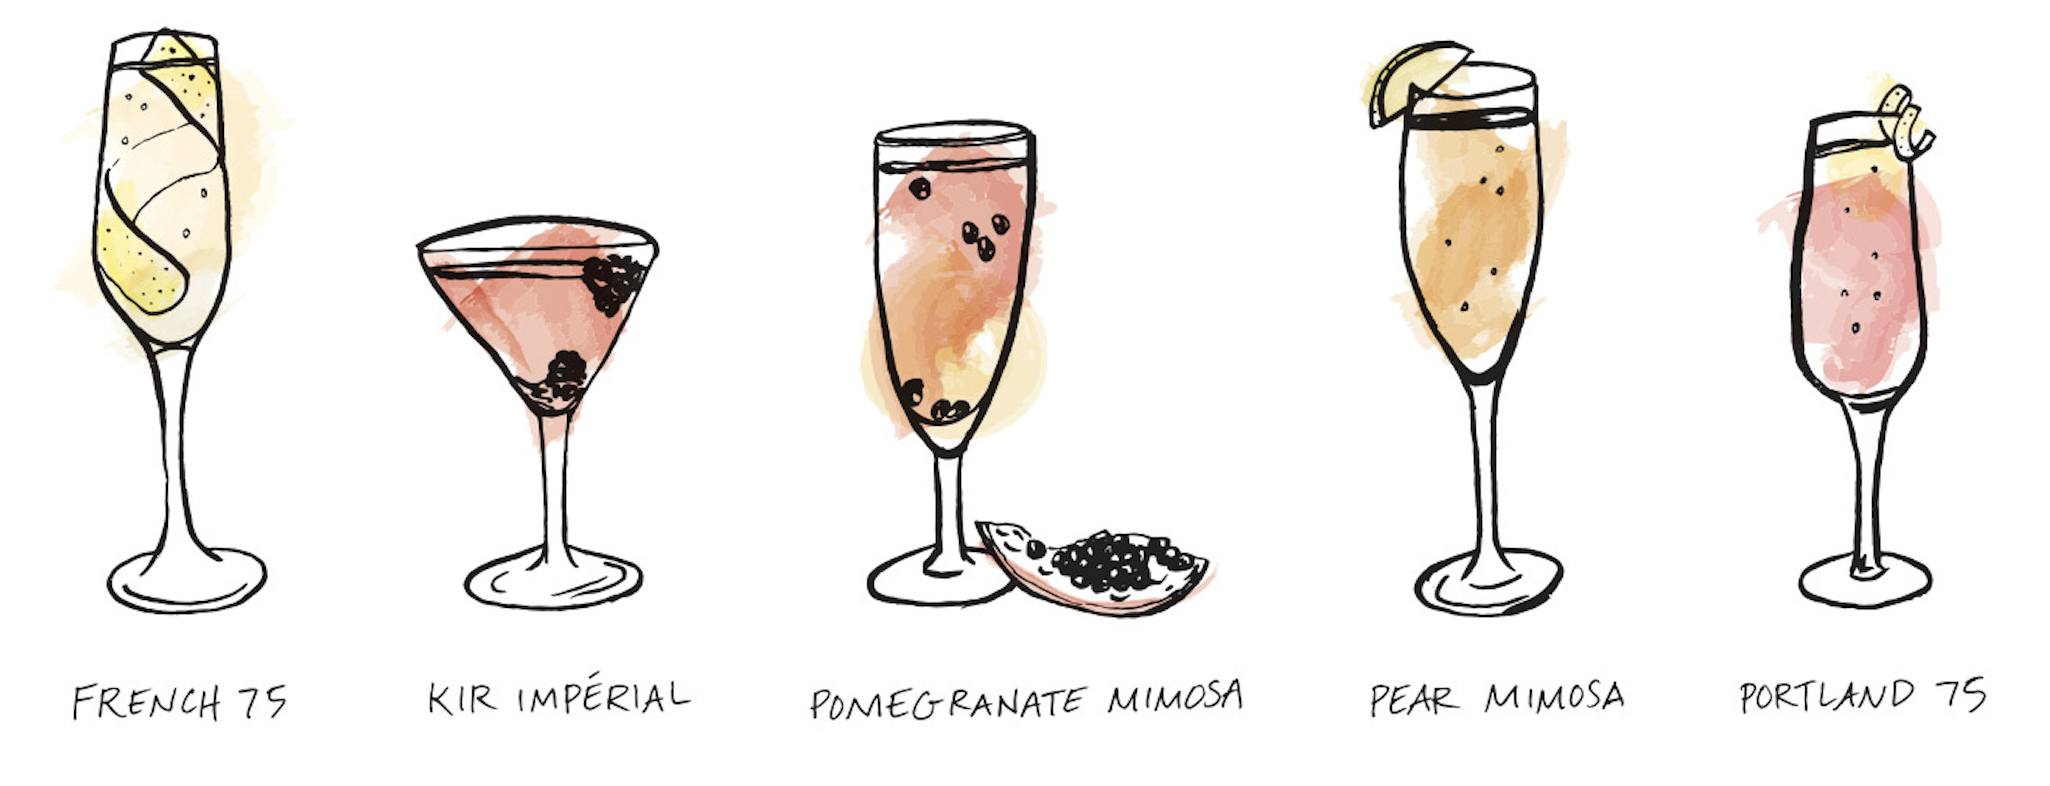 FRENCH 75
KIR IMPÉRIAL
POMEGRANATE MIMOSA
PEAR MIMOSA
PORTLAND 75